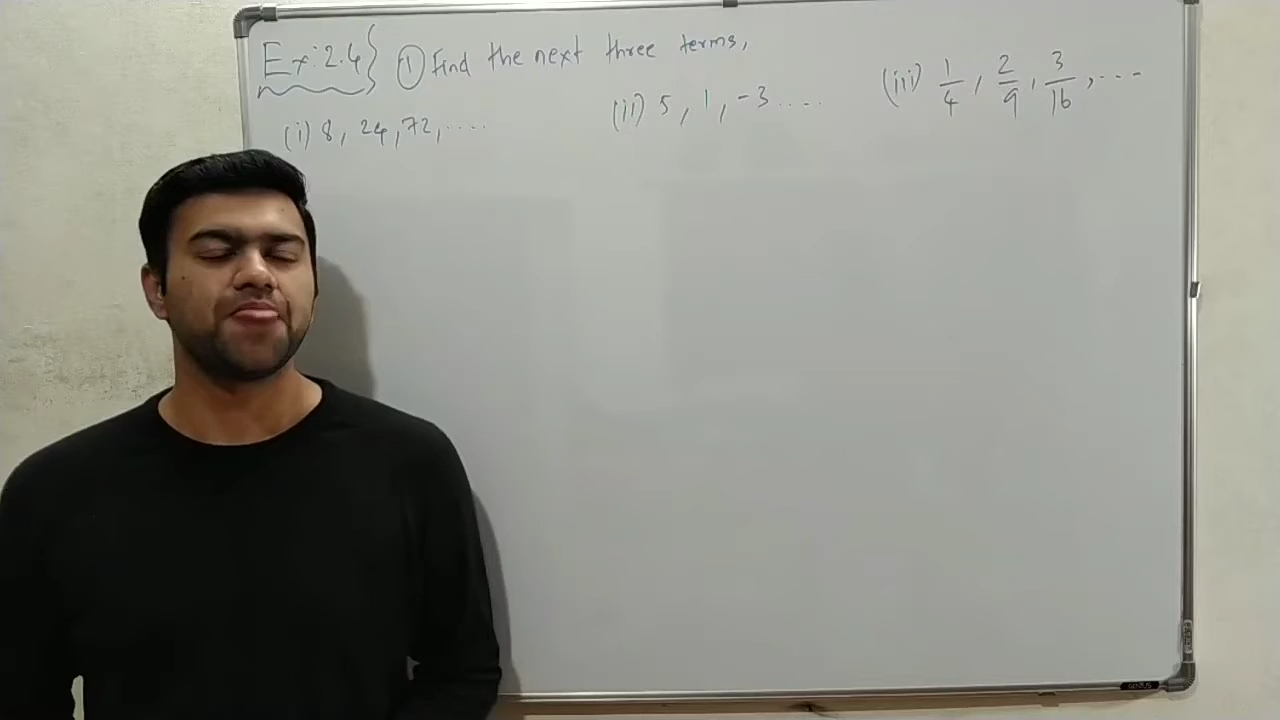 Ex: 2.4} ① Find the next three terms,
(i) 8, 24, 72, .....
(ii) 5, 1, -3 ....
(iii) 1/4, 2/9, 3/16, ...
GENIUS